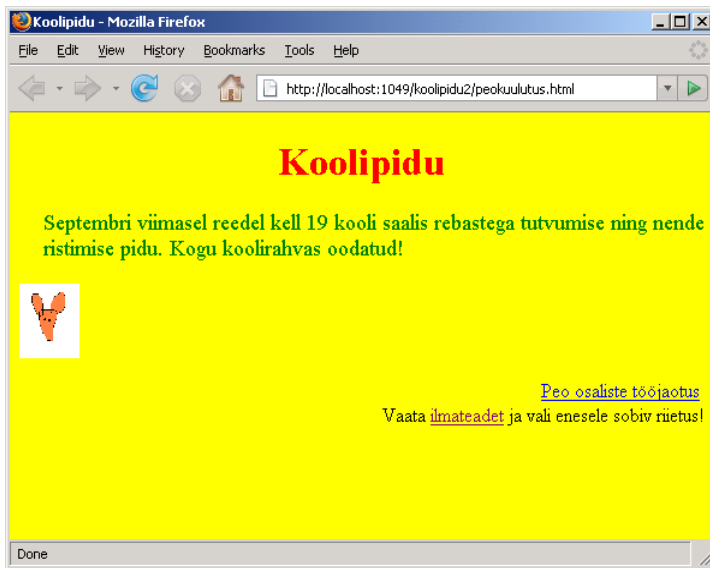 Koolipidu - Mozilla Firefox
File Edit View History Bookmarks Tools Help
http://localhost:1049/koolipidu2/peokuulutus.html
Koolipidu
Septembri viimasel reedel kell 19 kooli saalis rebastega tutvumise ning nende
ristimise pidu. Kogu koolirahvas oodatud!
Peo osaliste tööjaotus
Vaata ilmateadet ja vali enesele sobiv riietus!
Done